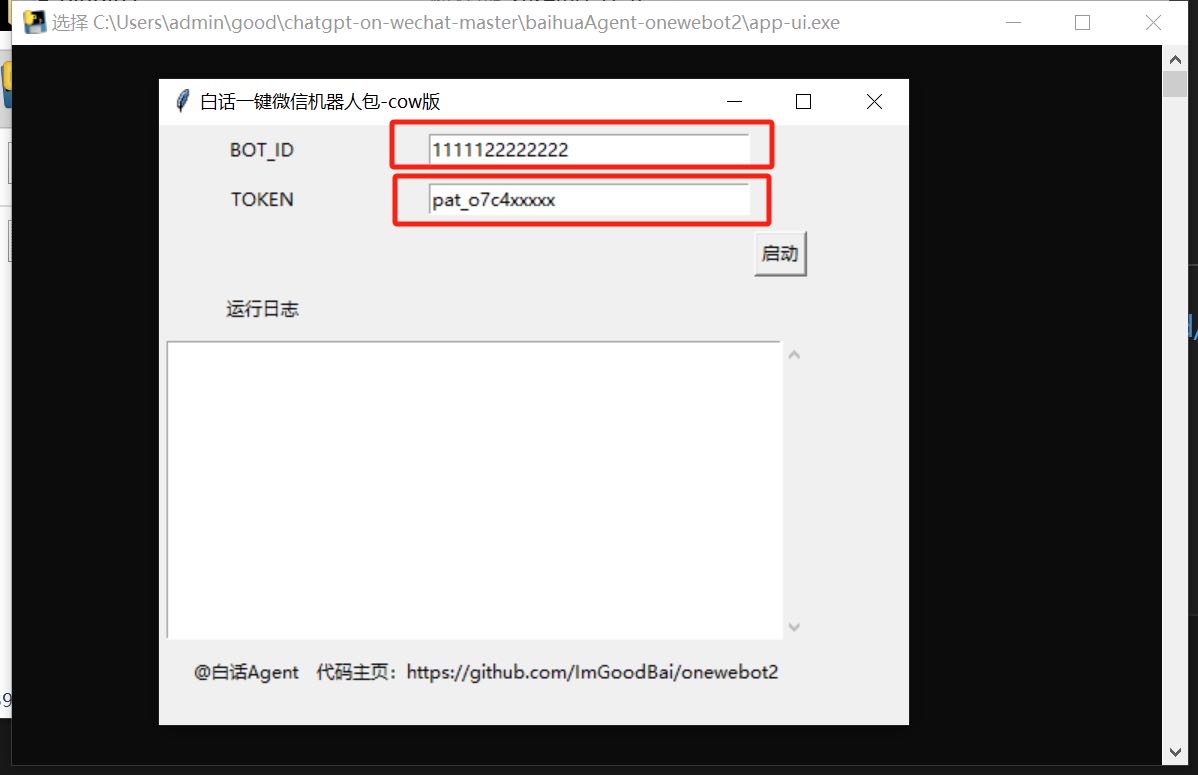 选择 C:\Users\admin\good\chatgpt-on-wechat-master\baihuaAgent-onewebot2\app-ui.exe
白话一键微信机器人包-cow版
BOT_ID 1111122222222
TOKEN pat_o7c4xxxxx
启动
运行日志
@白话Agent 代码主页：https://github.com/ImGoodBai/onewebot2